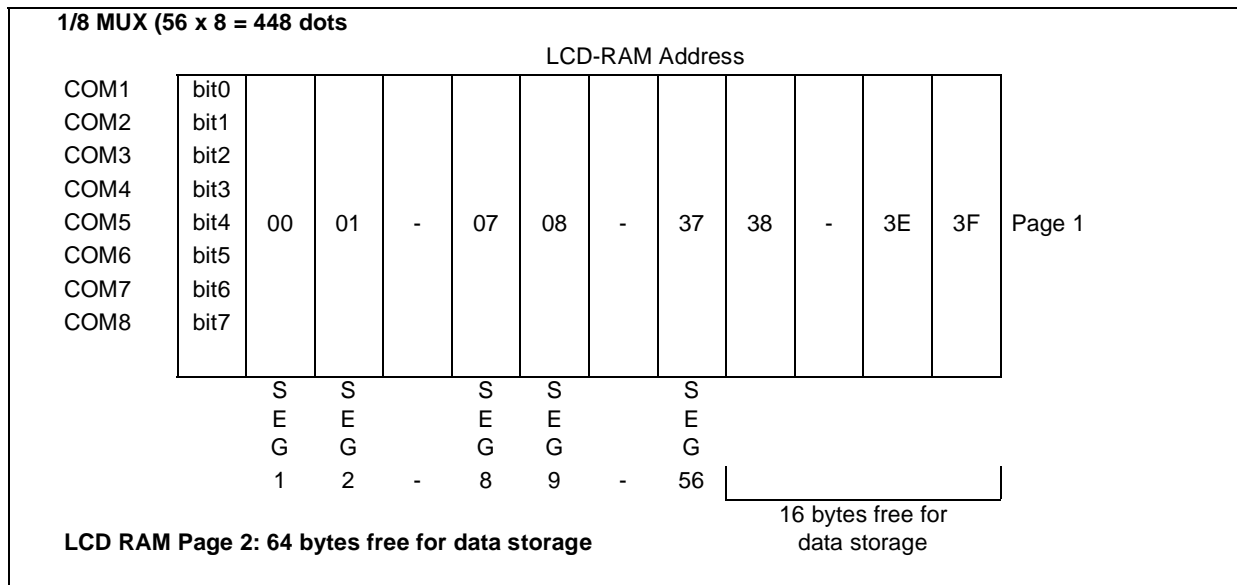 1/8 MUX (56 x 8 = 448 dots
LCD-RAM Address
COM1 bit0
COM2 bit1
COM3 bit2
COM4 bit3
COM5 bit4 00 01 - 07 08 - 37 38 - 3E 3F Page 1
COM6 bit5
COM7 bit6
COM8 bit7
S S S S S
E E E E E
G G G G G
1 2 - 8 9 - 56
16 bytes free for
LCD RAM Page 2: 64 bytes free for data storage data storage